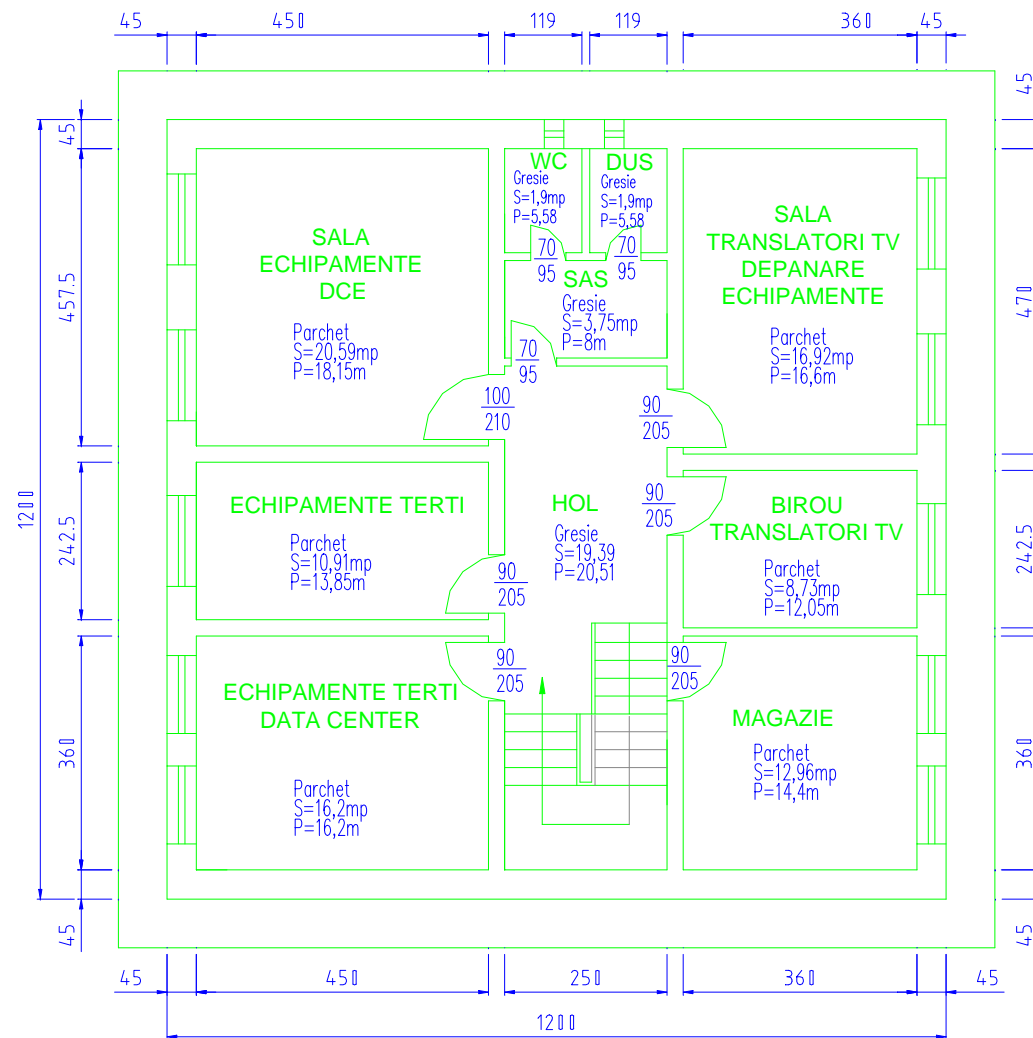 45 450 119 119 360 45
45
45
WC
Gresie
S=1,9mp
P=5,58
DUS
Gresie
S=1,9mp
P=5,58
70
95
70
95
SALA
ECHIPAMENTE
DCE
Parchet
S=20,59mp
P=18,15m
SAS
Gresie
S=3,75mp
P=8m
70
95
SALA
TRANSLATORI TV
DEPANARE
ECHIPAMENTE
Parchet
S=16,92mp
P=16,6m
457.5
470
100
210
90
205
1200
ECHIPAMENTE TERTI
Parchet
S=10,91mp
P=13,85m
242.5
90
205
HOL
Gresie
S=19,39
P=20,51
90
205
BIROU
TRANSLATORI TV
Parchet
S=8,73mp
P=12,05m
242.5
90
205
90
205
ECHIPAMENTE TERTI
DATA CENTER
Parchet
S=16,2mp
P=16,2m
360
MAGAZIE
Parchet
S=12,96mp
P=14,4m
360
45
45
45 450 250 360 45
1200